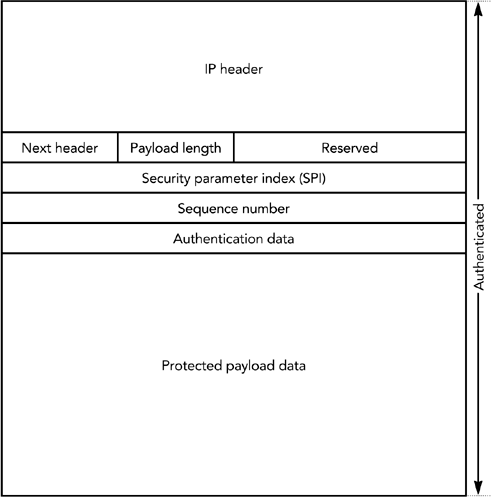 IP header
Next header
Payload length
Reserved
Security parameter index (SPI)
Sequence number
Authentication data
Protected payload data
Authenticated